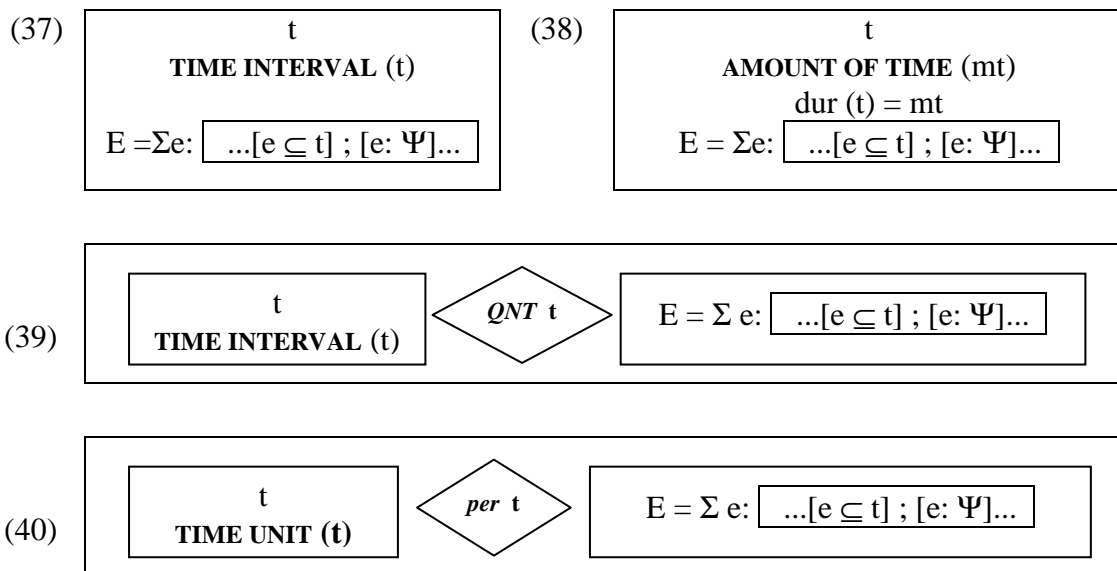 (37) t (38) t
TIME INTERVAL (t) AMOUNT OF TIME (mt)
dur (t) = mt
E =Σe: ...[e ⊆ t] ; [e: Ψ]... E = Σe: ...[e ⊆ t] ; [e: Ψ]...
t QNT t E = Σ e: ...[e ⊆ t] ; [e: Ψ]...
(39) TIME INTERVAL (t)
t per t E = Σ e: ...[e ⊆ t] ; [e: Ψ]...
(40) TIME UNIT (t)